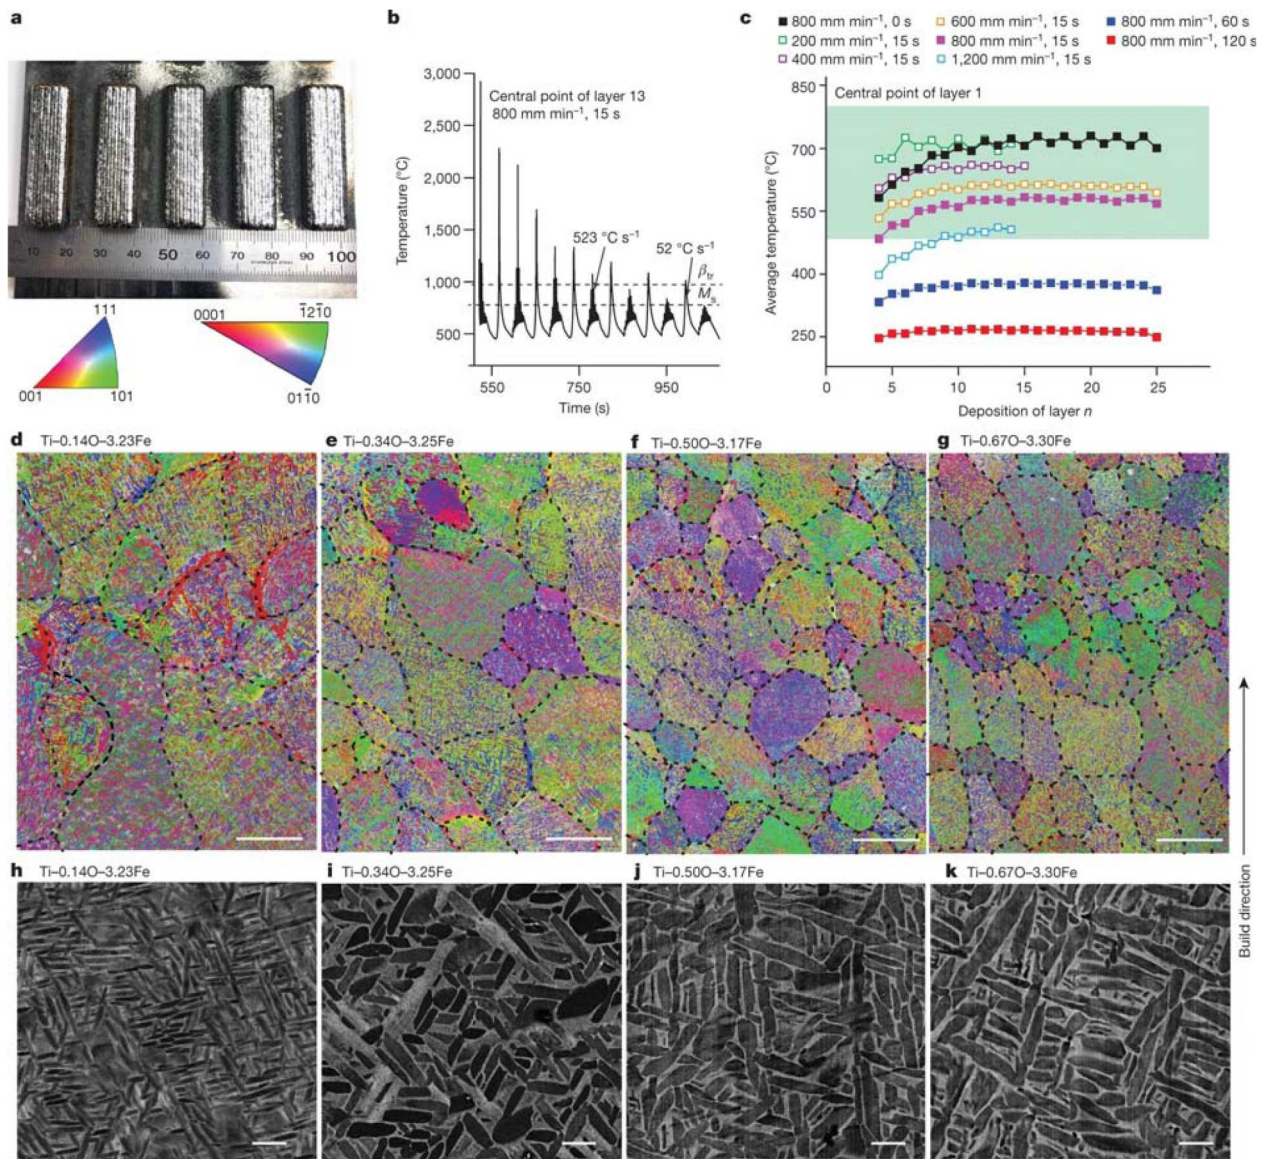 a
10 20 30 40 50 60 70 80 90 100
111
001
101
0001
1̅21̅0
011̅0
b
Central point of layer 13
800 mm min⁻¹, 15 s
523 °C s⁻¹
52 °C s⁻¹
βtr
Ms
3,000
2,500
2,000
1,500
1,000
500
Temperature (°C)
550 750 950
Time (s)
c
800 mm min⁻¹, 0 s
600 mm min⁻¹, 15 s
800 mm min⁻¹, 60 s
200 mm min⁻¹, 15 s
800 mm min⁻¹, 15 s
800 mm min⁻¹, 120 s
400 mm min⁻¹, 15 s
1,200 mm min⁻¹, 15 s
Central point of layer 1
850
700
550
400
250
Average temperature (°C)
0 5 10 15 20 25
Deposition of layer n
d Ti–0.14O–3.23Fe
e Ti–0.34O–3.25Fe
f Ti–0.50O–3.17Fe
g Ti–0.67O–3.30Fe
h Ti–0.14O–3.23Fe
i Ti–0.34O–3.25Fe
j Ti–0.50O–3.17Fe
k Ti–0.67O–3.30Fe
Build direction